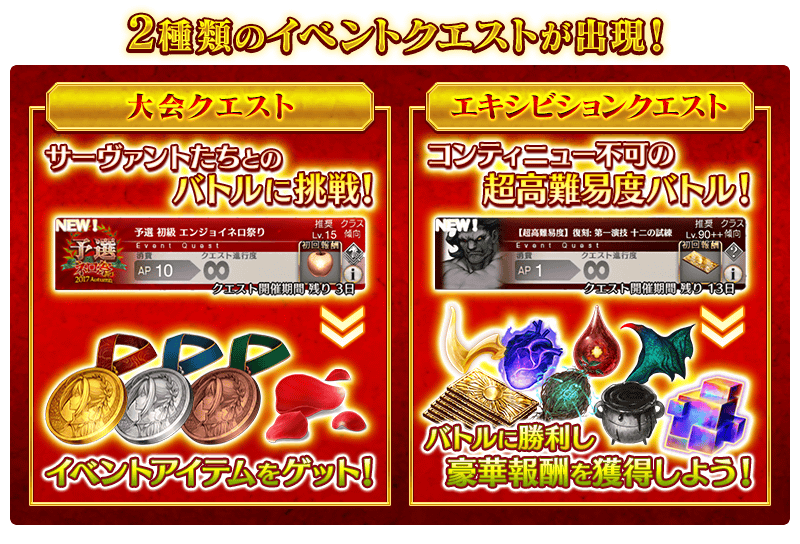 2種類のイベントクエストが出現!
大会クエスト
サーヴァントたちとの
バトルに挑戦!
NEW!
予選
ネロ祭
2017 Autumn
予選 初級 エンジョイネロ祭り
Event Quest
推奨 クラス
Lv.15 傾向
消費
AP 10
クエスト進行度
∞
初回報酬
クエスト開催期間 残り 3日
イベントアイテムをゲット!
エキシビションクエスト
コンティニュー不可の
超高難易度バトル!
NEW!
【超高難易度】復刻:第一演技 十二の試練
Event Quest
推奨 クラス
Lv.90++ 傾向
消費
AP 1
クエスト進行度
∞
初回報酬
?
クエスト開催期間 残り 13日
バトルに勝利し
豪華報酬を獲得しよう!